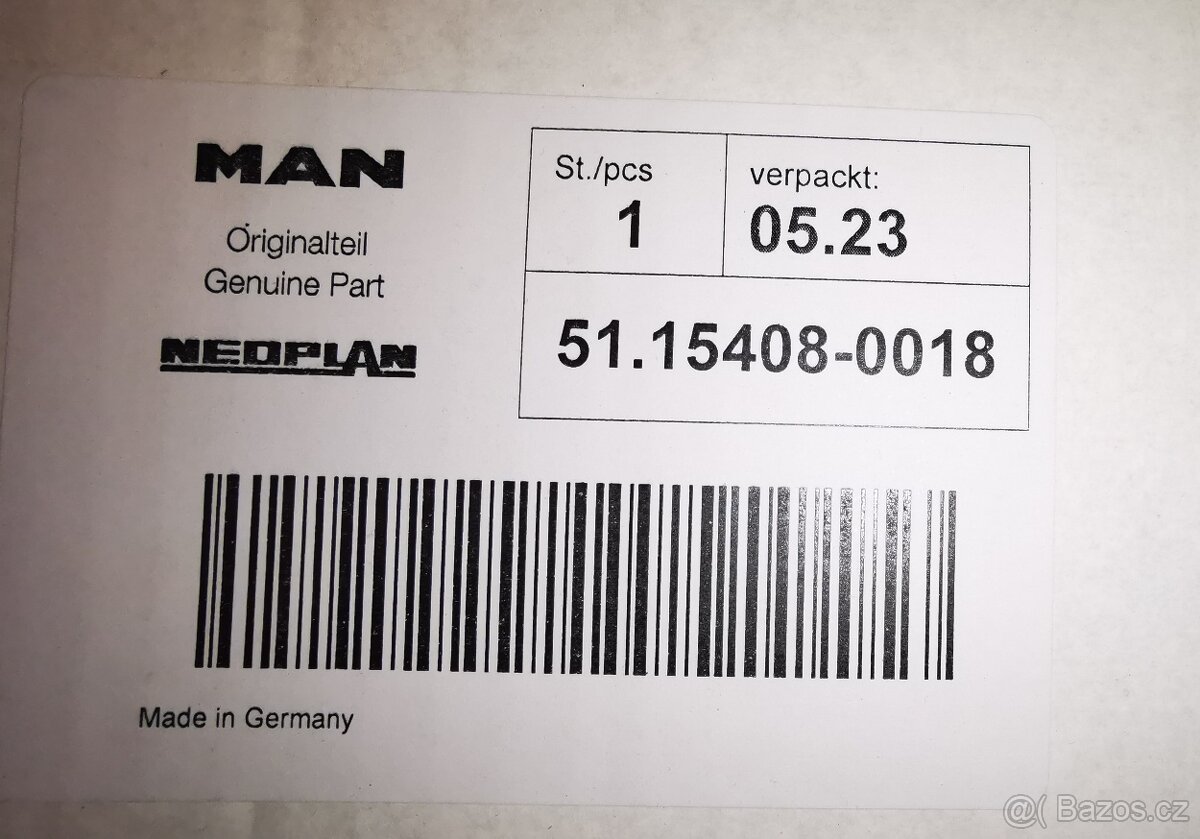 MAN
Originalteil
Genuine Part
NEOPLAN
St./pcs
1
verpackt:
05.23
51.15408-0018
Made in Germany
@( Bazos.cz